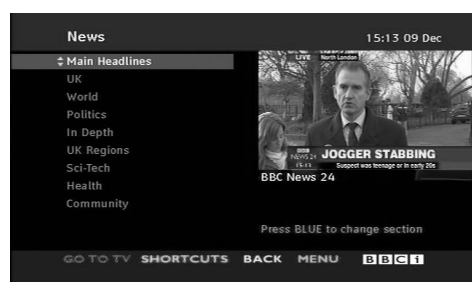 News
15:13 09 Dec
Main Headlines
UK
World
Politics
In Depth
UK Regions
Sci-Tech
Health
Community
LIVE North London
BBC
NEWS 24
15:13
JOGGER STABBING
Suspect was teenage or in early 20s
BBC News 24
Press BLUE to change section
GO TO TV SHORTCUTS BACK MENU BBCi